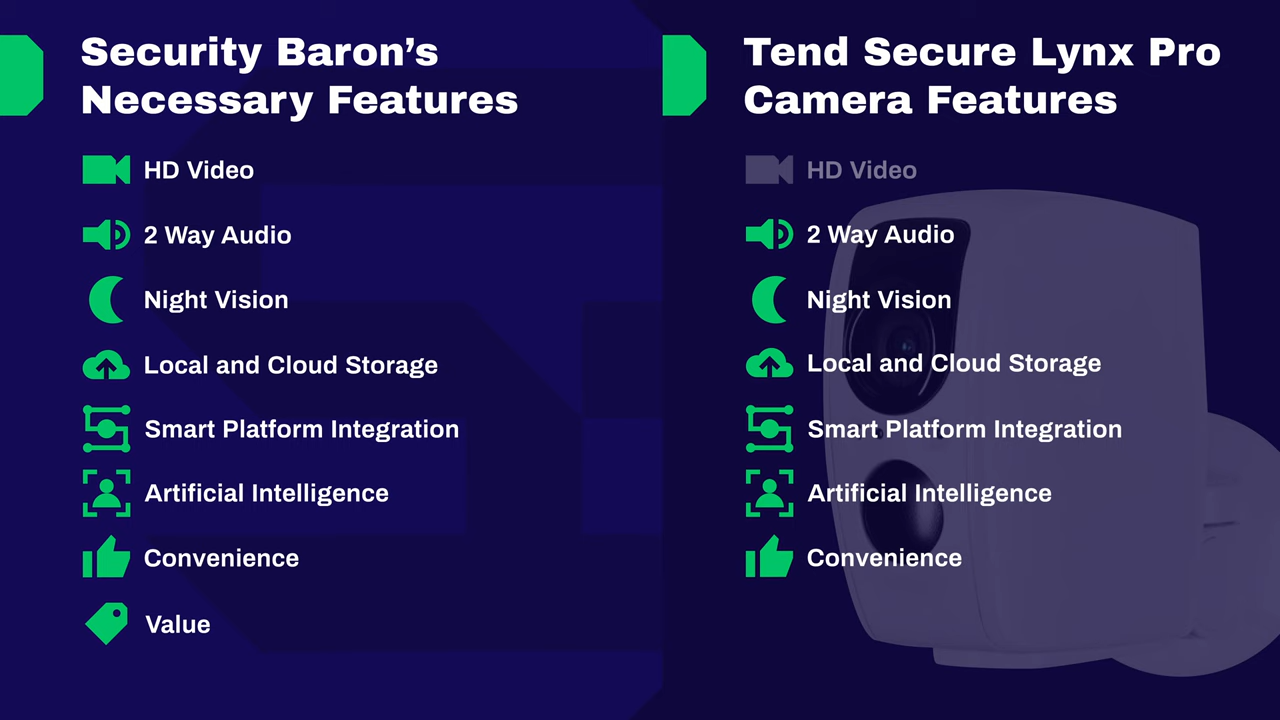 Security Baron’s
Necessary Features
HD Video
2 Way Audio
Night Vision
Local and Cloud Storage
Smart Platform Integration
Artificial Intelligence
Convenience
Value
Tend Secure Lynx Pro
Camera Features
HD Video
2 Way Audio
Night Vision
Local and Cloud Storage
Smart Platform Integration
Artificial Intelligence
Convenience